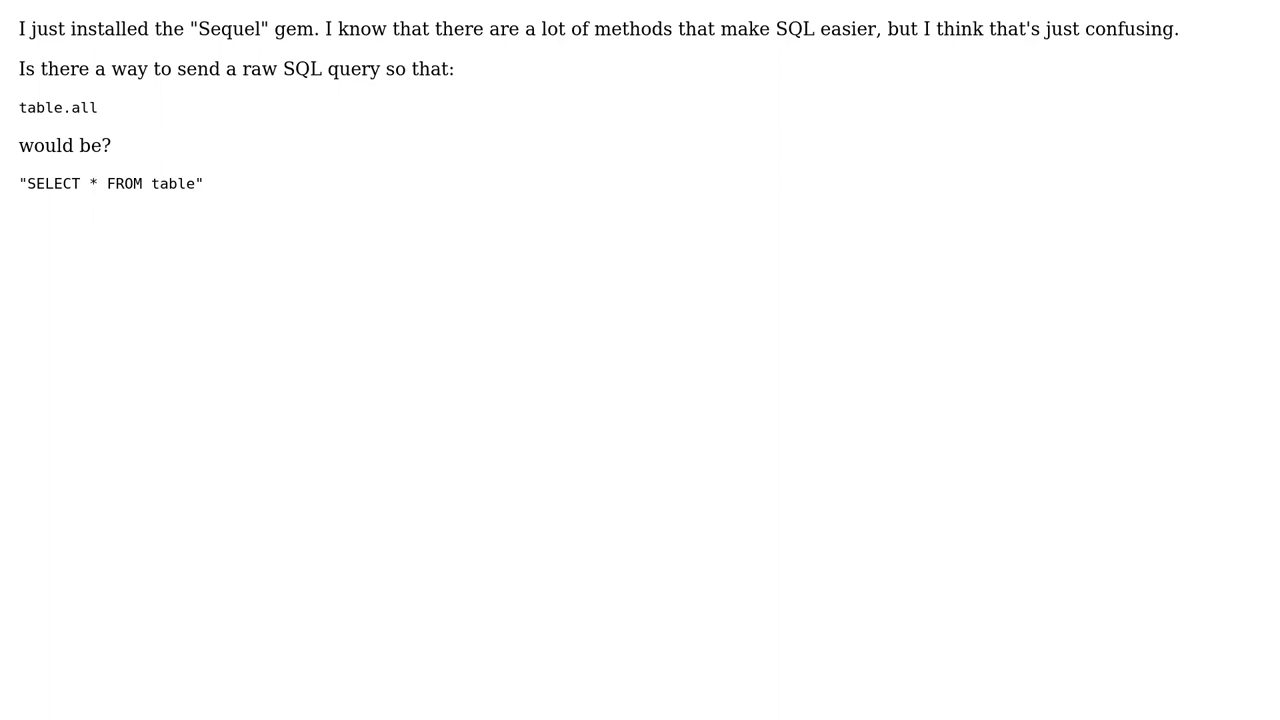 I just installed the "Sequel" gem. I know that there are a lot of methods that make SQL easier, but I think that's just confusing.
Is there a way to send a raw SQL query so that:
table.all
would be?
"SELECT * FROM table"